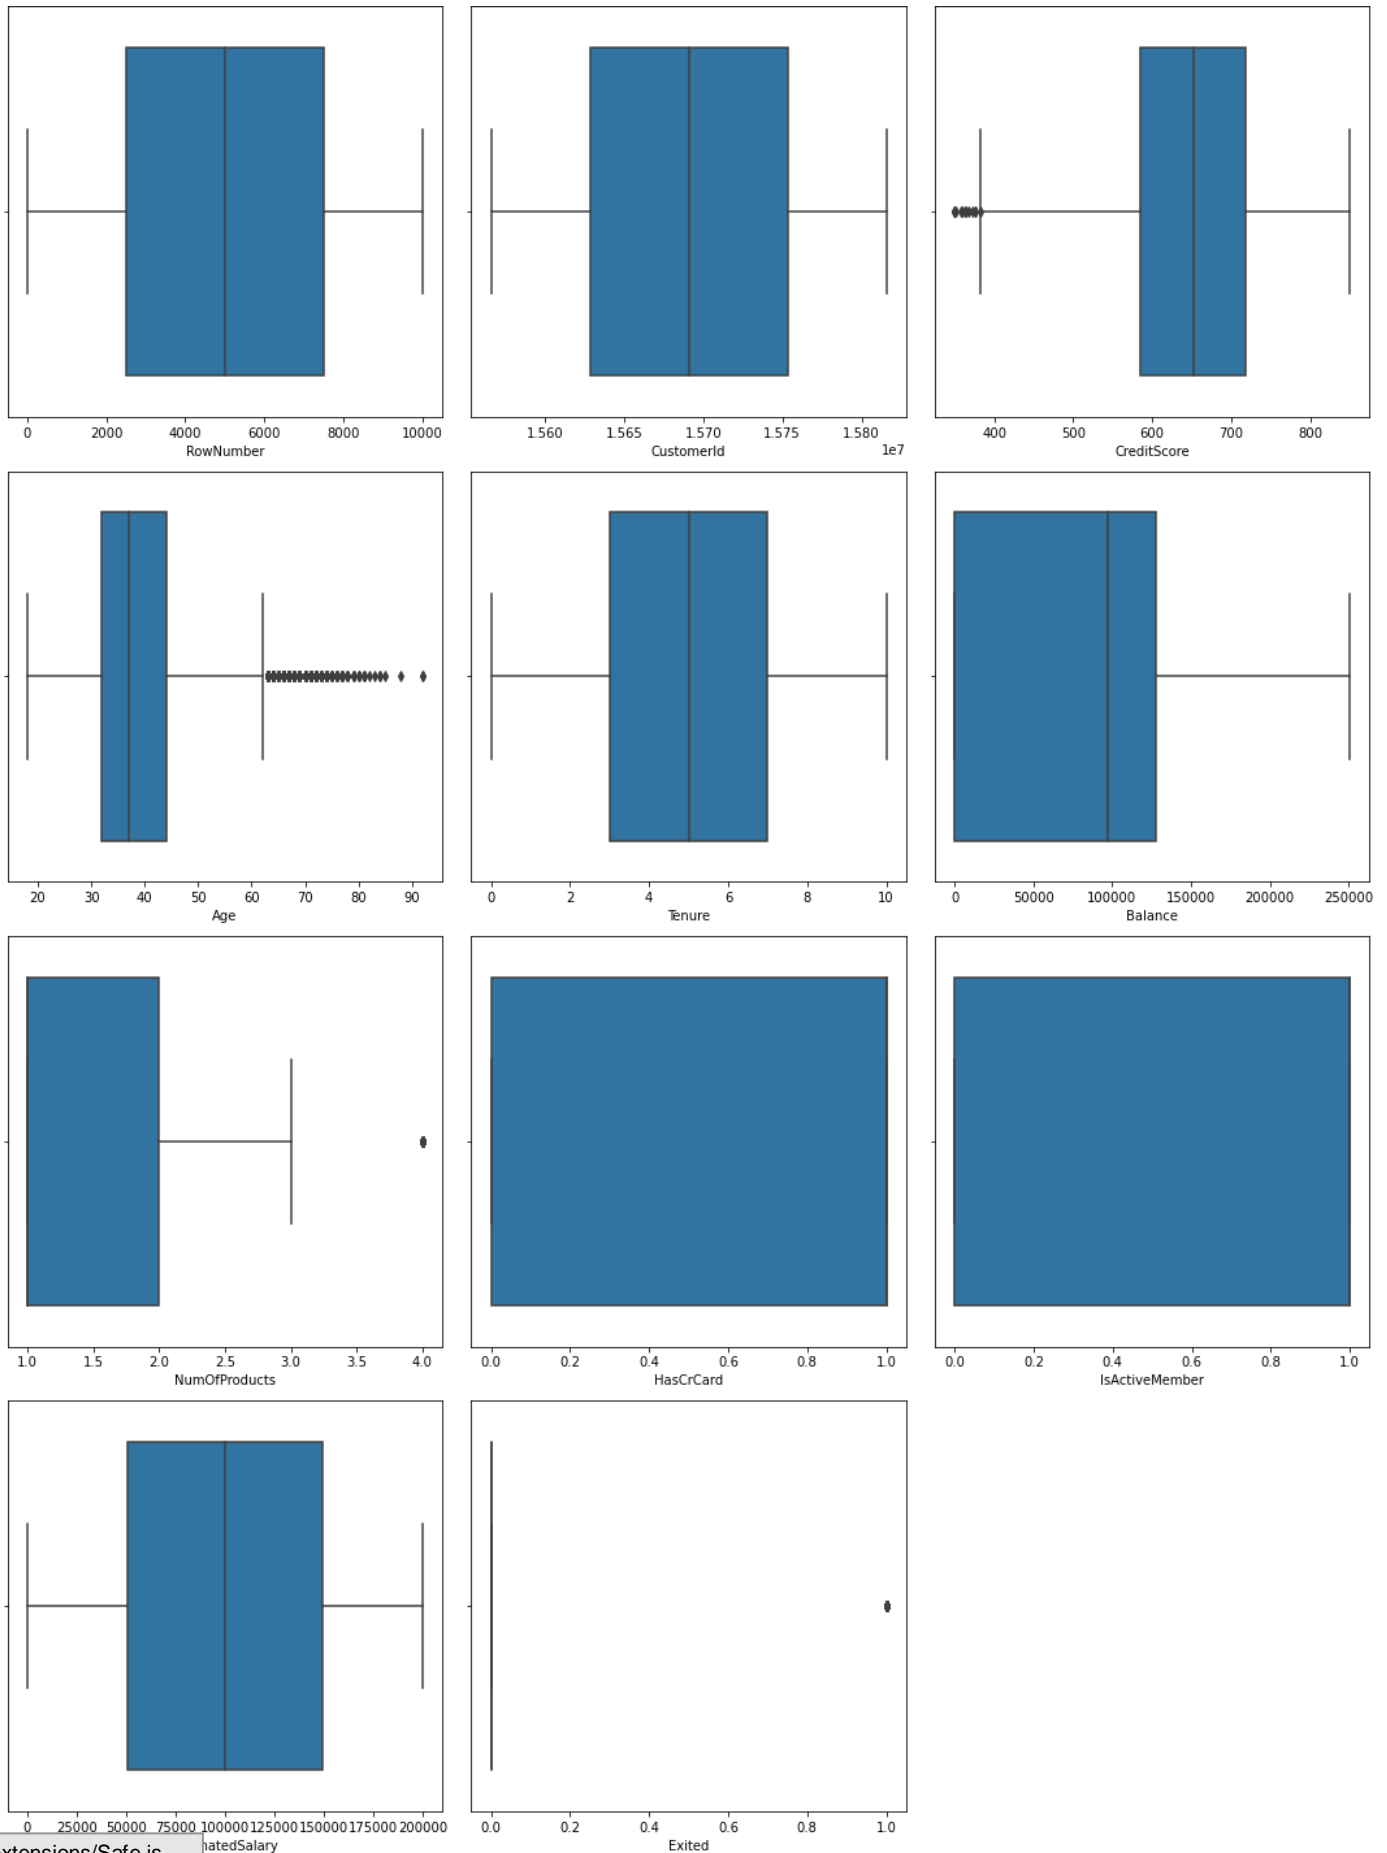 0 2000 4000 6000 8000 10000
RowNumber
1.560 1.565 1.570 1.575 1.580
CustomerId 1e7
400 500 600 700 800
CreditScore
20 30 40 50 60 70 80 90
Age
0 2 4 6 8 10
Tenure
0 50000 100000 150000 200000 250000
Balance
1.0 1.5 2.0 2.5 3.0 3.5 4.0
NumOfProducts
0.0 0.2 0.4 0.6 0.8 1.0
HasCrCard
0.0 0.2 0.4 0.6 0.8 1.0
IsActiveMember
0 25000 50000 75000 100000 125000 150000 175000 200000
natedSalary
0.0 0.2 0.4 0.6 0.8 1.0
Exited
xtensions/Safe.js